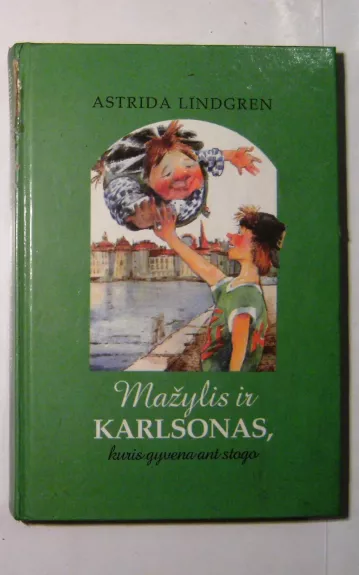 ASTRIDA LINDGREN
Mažylis ir
KARLSONAS,
kuris gyvena ant stogo